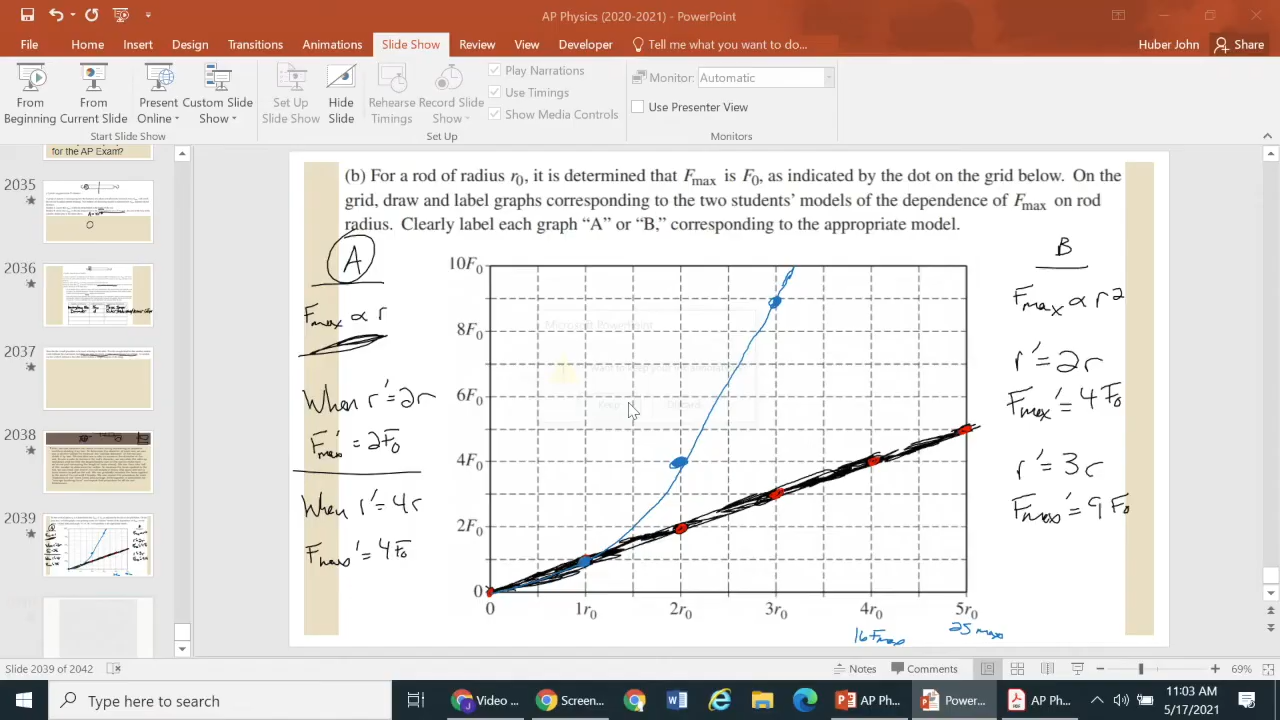 AP Physics (2020-2021) - PowerPoint
File Home Insert Design Transitions Animations Slide Show Review View Developer Tell me what you want to do... Huber John Share
From Beginning
From Current Slide
Present Online
Custom Slide Show
Start Slide Show
Set Up Slide Show
Hide Slide
Rehearse Timings
Record Slide Show
Play Narrations
Use Timings
Show Media Controls
Set Up
Monitor: Automatic
Use Presenter View
Monitors
for the AP Exam?
2035
2036
2037
2038
2039
(b) For a rod of radius r₀, it is determined that Fmax is F₀, as indicated by the dot on the grid below. On the
grid, draw and label graphs corresponding to the two students' models of the dependence of Fmax on rod
radius. Clearly label each graph “A” or “B,” corresponding to the appropriate model.
A
Fmax ∝ r
When r' = 2r
Fmax' = 2F₀
When r' = 4r
Fmax' = 4F₀
10F₀
8F₀
6F₀
4F₀
2F₀
0
0 1r₀ 2r₀ 3r₀ 4r₀ 5r₀
16Fmax 25max
Microsoft PowerPoint
B
Fmax ∝ r2
r' = 2r
Fmax' = 4F₀
r' = 3r
Fmax' = 9F₀
Slide 2039 of 2042
Notes Comments 69%
Type here to search
Video ...
Screen...
AP Ph...
Power...
AP Ph...
11:03 AM
5/17/2021